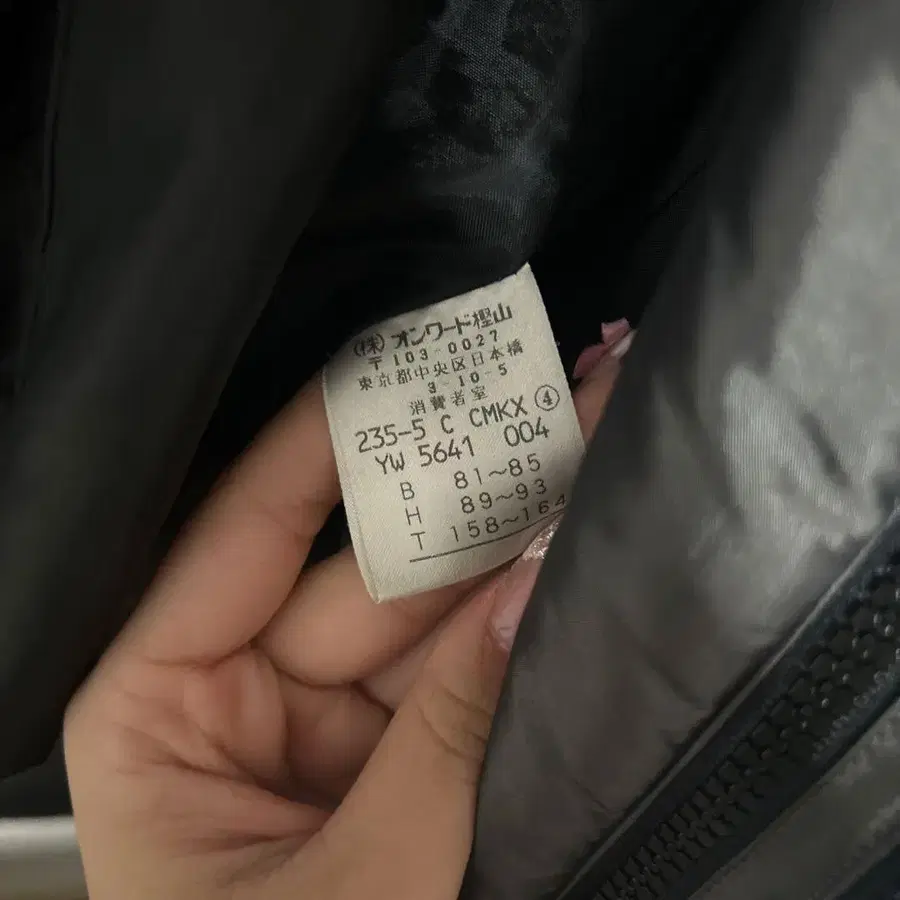 (株)オンワード樫山
〒103-0027
東京都中央区日本橋
3-10-5
消費者室
235-5 C CMKX ④
YW 5641 004
B 81~85
H 89~93
T 158~164